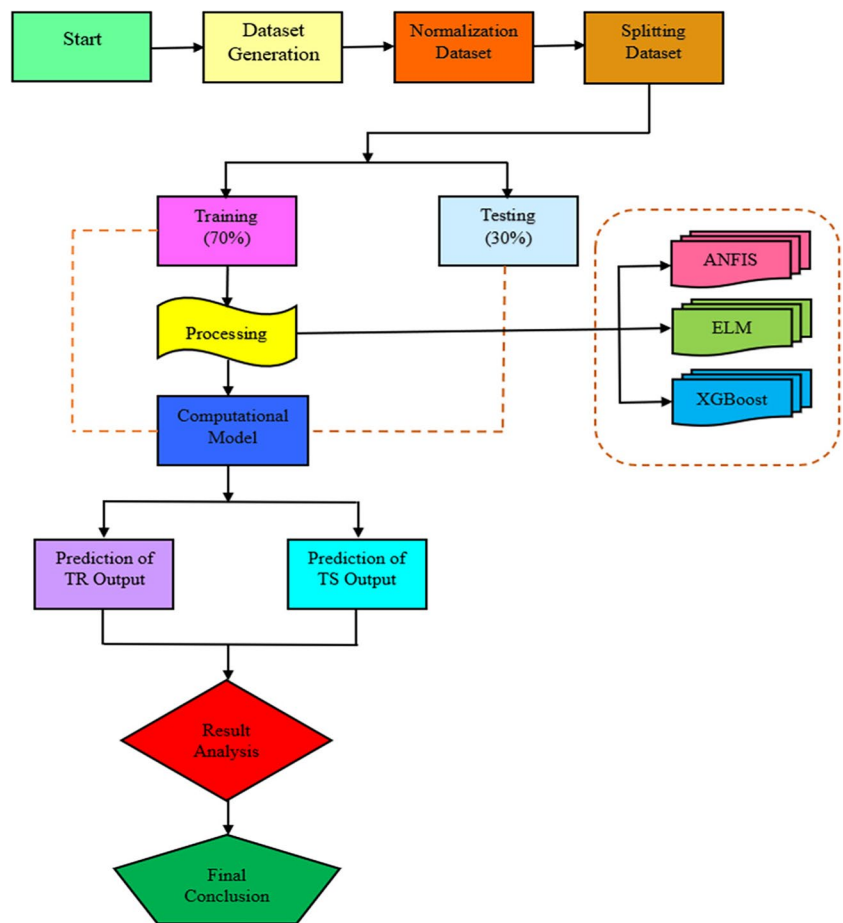 Start
Dataset
Generation
Normalization
Dataset
Splitting
Dataset
Training
(70%)
Testing
(30%)
ANFIS
Processing
ELM
XGBoost
Computational
Model
Prediction of
TR Output
Prediction of
TS Output
Result
Analysis
Final
Conclusion